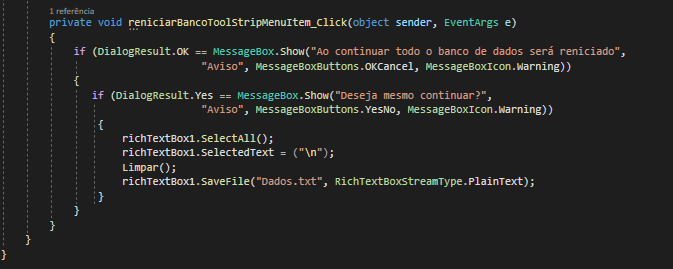 1 referência
private void reniciarBancoToolStripMenuItem_Click(object sender, EventArgs e)
{
if (DialogResult.OK == MessageBox.Show("Ao continuar todo o banco de dados será reniciado",
"Aviso", MessageBoxButtons.OKCancel, MessageBoxIcon.Warning))
{
if (DialogResult.Yes == MessageBox.Show("Deseja mesmo continuar?",
"Aviso", MessageBoxButtons.YesNo, MessageBoxIcon.Warning))
{
richTextBox1.SelectAll();
richTextBox1.SelectedText = ("\n");
Limpar();
richTextBox1.SaveFile("Dados.txt", RichTextBoxStreamType.PlainText);
}
}
}
}
}